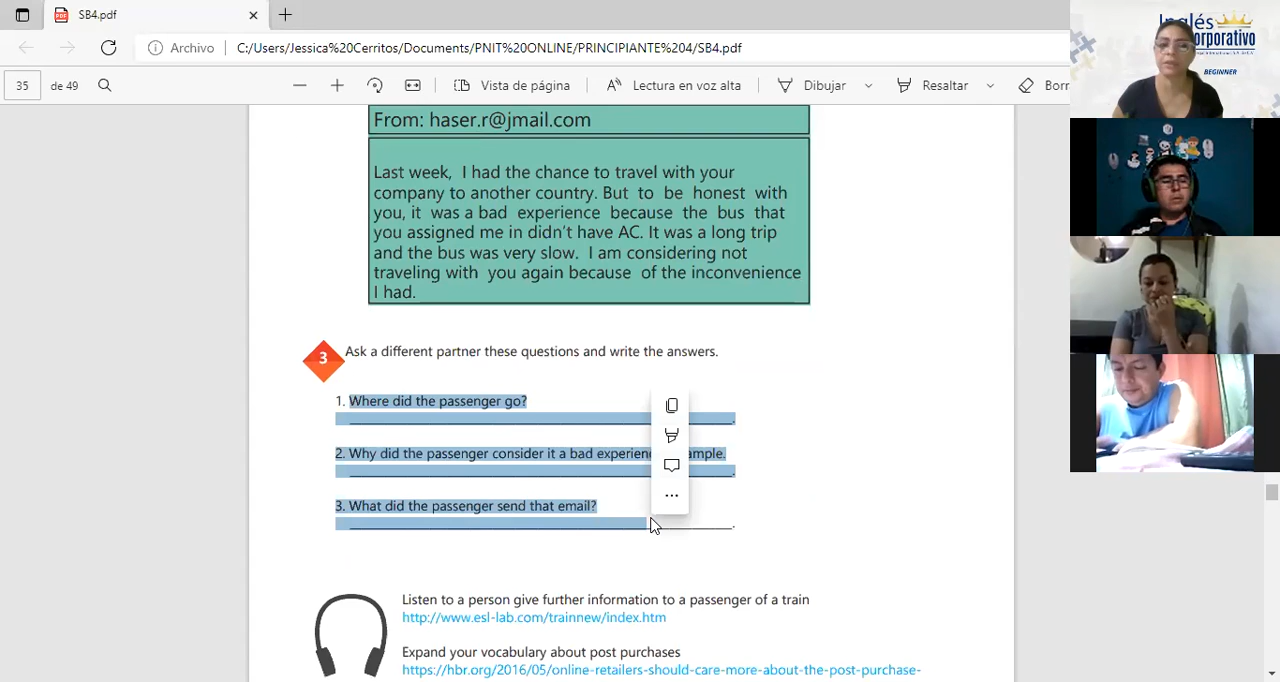 SB4.pdf
Archivo
C:/Users/Jessica%20Cerritos/Documents/PNIT%20ONLINE/PRINCIPIANTE%204/SB4.pdf
35 de 49
Vista de página
Lectura en voz alta
Dibujar
Resaltar
Borr
Inglés
orporativo
BEGINNER
From: haser.r@jmail.com
Last week, I had the chance to travel with your
company to another country. But to be honest with
you, it was a bad experience because the bus that
you assigned me in didn't have AC. It was a long trip
and the bus was very slow. I am considering not
traveling with you again because of the inconvenience
I had.
3 Ask a different partner these questions and write the answers.
1. Where did the passenger go?
2. Why did the passenger consider it a bad experien ample.
3. What did the passenger send that email?
Listen to a person give further information to a passenger of a train
http://www.esl-lab.com/trainnew/index.htm
Expand your vocabulary about post purchases
https://hbr.org/2016/05/online-retailers-should-care-more-about-the-post-purchase-